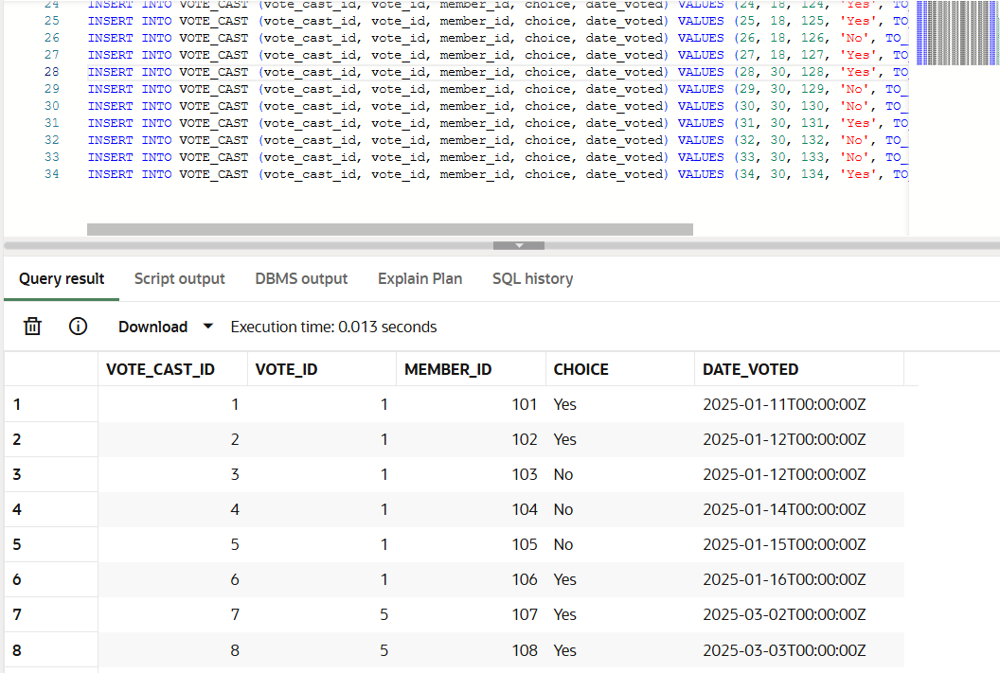 24 INSERT INTO VOTE_CAST (vote_cast_id, vote_id, member_id, choice, date_voted) VALUES (24, 18, 124, 'Yes', TO_
25 INSERT INTO VOTE_CAST (vote_cast_id, vote_id, member_id, choice, date_voted) VALUES (25, 18, 125, 'Yes', TO_
26 INSERT INTO VOTE_CAST (vote_cast_id, vote_id, member_id, choice, date_voted) VALUES (26, 18, 126, 'No', TO_
27 INSERT INTO VOTE_CAST (vote_cast_id, vote_id, member_id, choice, date_voted) VALUES (27, 18, 127, 'Yes', TO
28 INSERT INTO VOTE_CAST (vote_cast_id, vote_id, member_id, choice, date_voted) VALUES (28, 30, 128, 'Yes', TO
29 INSERT INTO VOTE_CAST (vote_cast_id, vote_id, member_id, choice, date_voted) VALUES (29, 30, 129, 'No', TO_
30 INSERT INTO VOTE_CAST (vote_cast_id, vote_id, member_id, choice, date_voted) VALUES (30, 30, 130, 'No', TO_
31 INSERT INTO VOTE_CAST (vote_cast_id, vote_id, member_id, choice, date_voted) VALUES (31, 30, 131, 'Yes', TO
32 INSERT INTO VOTE_CAST (vote_cast_id, vote_id, member_id, choice, date_voted) VALUES (32, 30, 132, 'No', TO_
33 INSERT INTO VOTE_CAST (vote_cast_id, vote_id, member_id, choice, date_voted) VALUES (33, 30, 133, 'No', TO_
34 INSERT INTO VOTE_CAST (vote_cast_id, vote_id, member_id, choice, date_voted) VALUES (34, 30, 134, 'Yes', TO
Query result Script output DBMS output Explain Plan SQL history
Download Execution time: 0.013 seconds
VOTE_CAST_ID VOTE_ID MEMBER_ID CHOICE DATE_VOTED
1 1 1 101 Yes 2025-01-11T00:00:00Z
2 2 1 102 Yes 2025-01-12T00:00:00Z
3 3 1 103 No 2025-01-12T00:00:00Z
4 4 1 104 No 2025-01-14T00:00:00Z
5 5 1 105 No 2025-01-15T00:00:00Z
6 6 1 106 Yes 2025-01-16T00:00:00Z
7 7 5 107 Yes 2025-03-02T00:00:00Z
8 8 5 108 Yes 2025-03-03T00:00:00Z